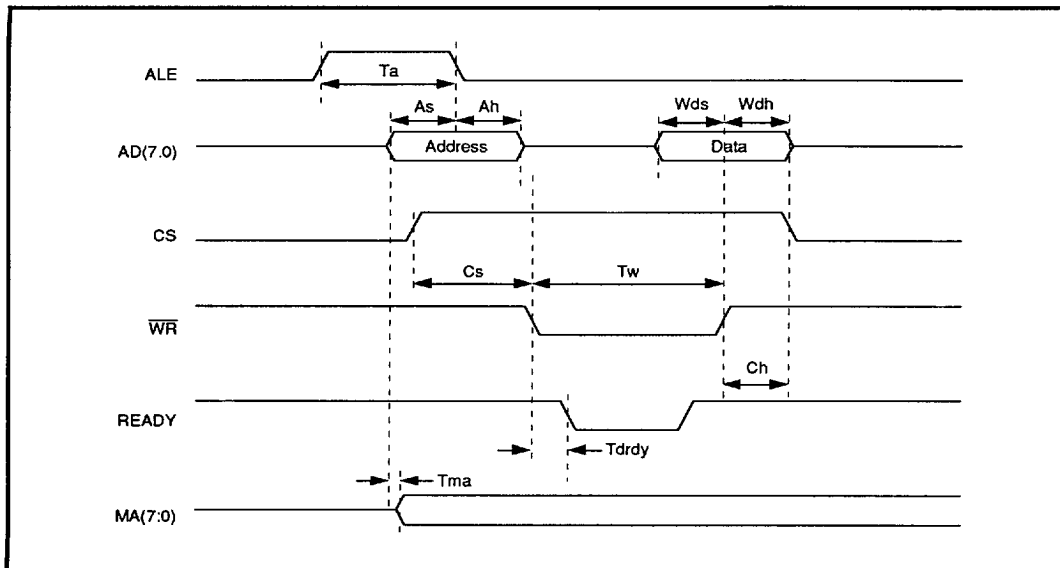 ALE
Ta
As
Ah
Wds
Wdh
AD(7.0)
Address
Data
CS
Cs
Tw
WR
Ch
READY
Tdrdy
Tma
MA(7:0)